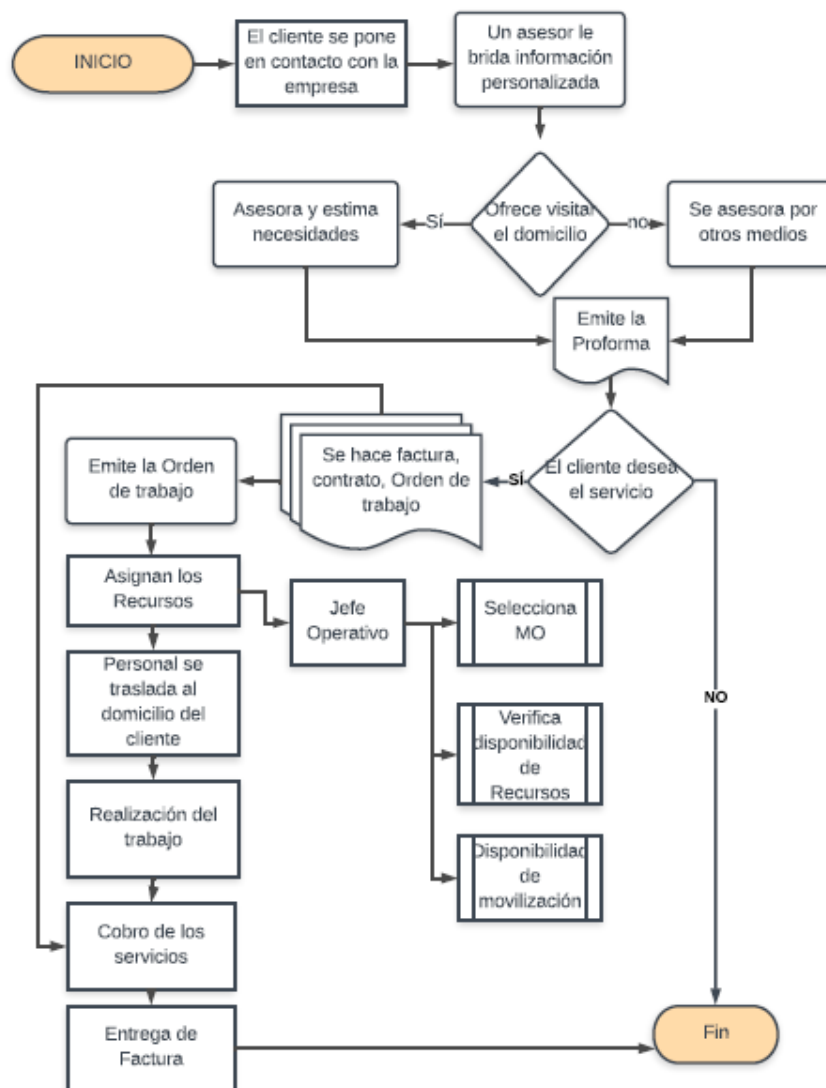 INICIO
El cliente se pone
en contacto con la
empresa
Un asesor le
brida información
personalizada
Ofrece visitar
el domicilio
Sí
no
Asesora y estima
necesidades
Se asesora por
otros medios
Emite la
Proforma
El cliente desea
el servicio
SÍ
NO
Se hace factura,
contrato, Orden de
trabajo
Emite la Orden
de trabajo
Asignan los
Recursos
Jefe
Operativo
Selecciona
MO
Verifica
disponibilidad
de
Recursos
Disponibilidad
de
movilización
Personal se
traslada al
domicilio del
cliente
Realización del
trabajo
Cobro de los
servicios
Entrega de
Factura
Fin